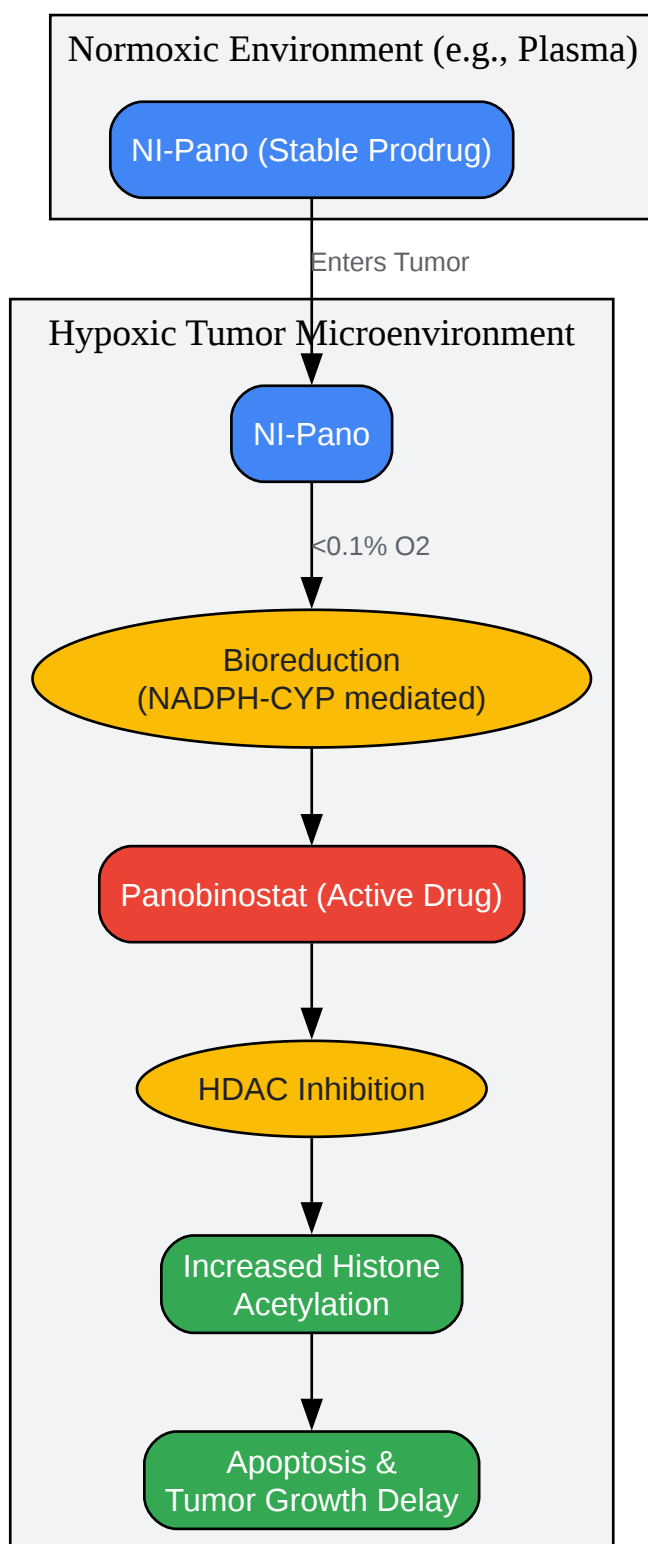 Normoxic Environment (e.g., Plasma)
NI-Pano (Stable Prodrug)
Enters Tumor
Hypoxic Tumor Microenvironment
NI-Pano
<0.1% O2
Bioreduction
(NADPH-CYP mediated)
Panobinostat (Active Drug)
HDAC Inhibition
Increased Histone
Acetylation
Apoptosis &
Tumor Growth Delay